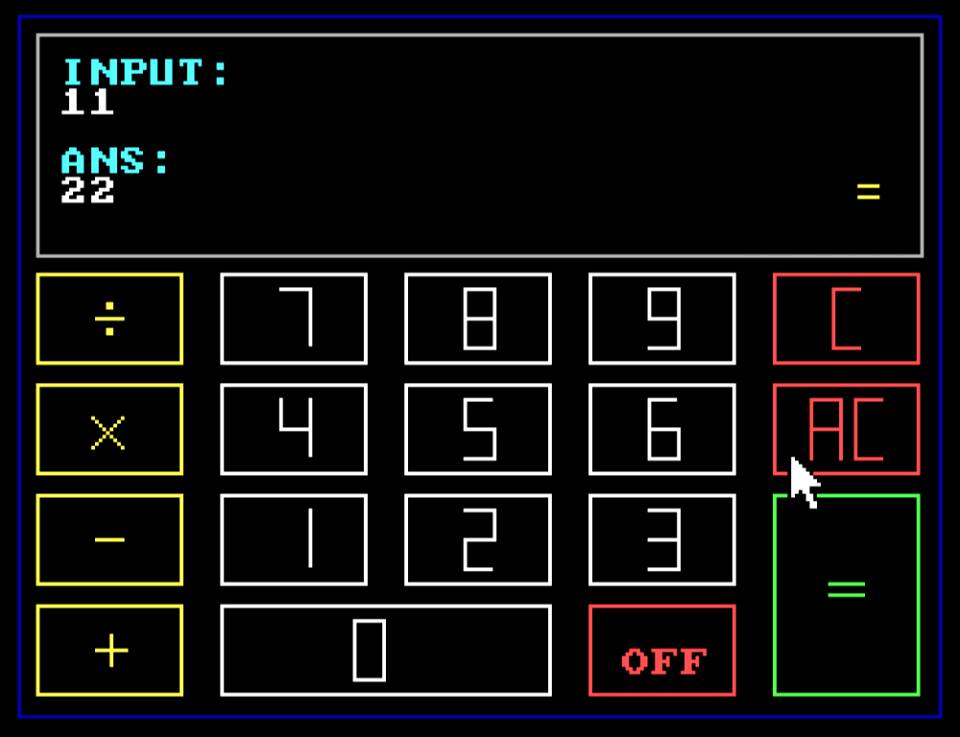 INPUT:
11
ANS:
22 =
÷ 7 8 9 C
× 4 5 6 AC
- 1 2 3 =
+ 0 OFF